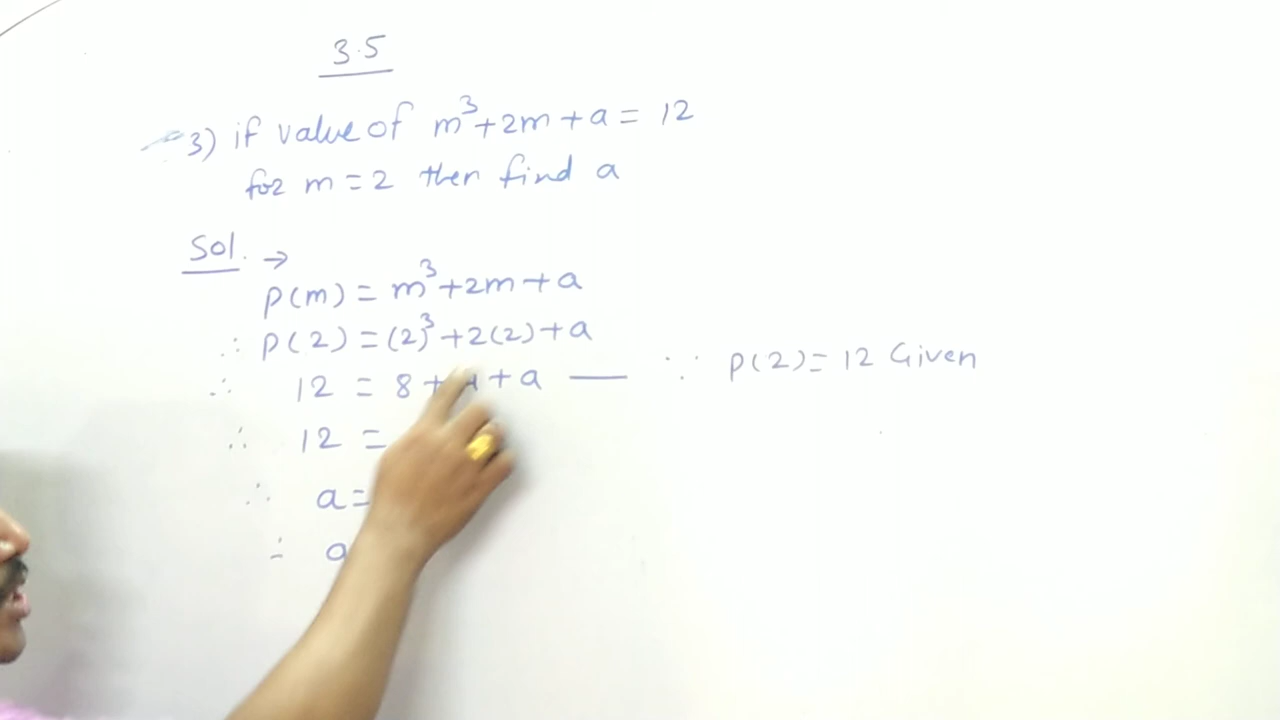 3.5
3) if value of m³+2m+a = 12
for m = 2 then find a
Sol. →
p(m) = m³+2m+a
∴ p(2) = (2)³+2(2)+a
∴ 12 = 8+4+a — ∵ p(2) = 12 Given
∴ 12 =
∴ a =
∴ a